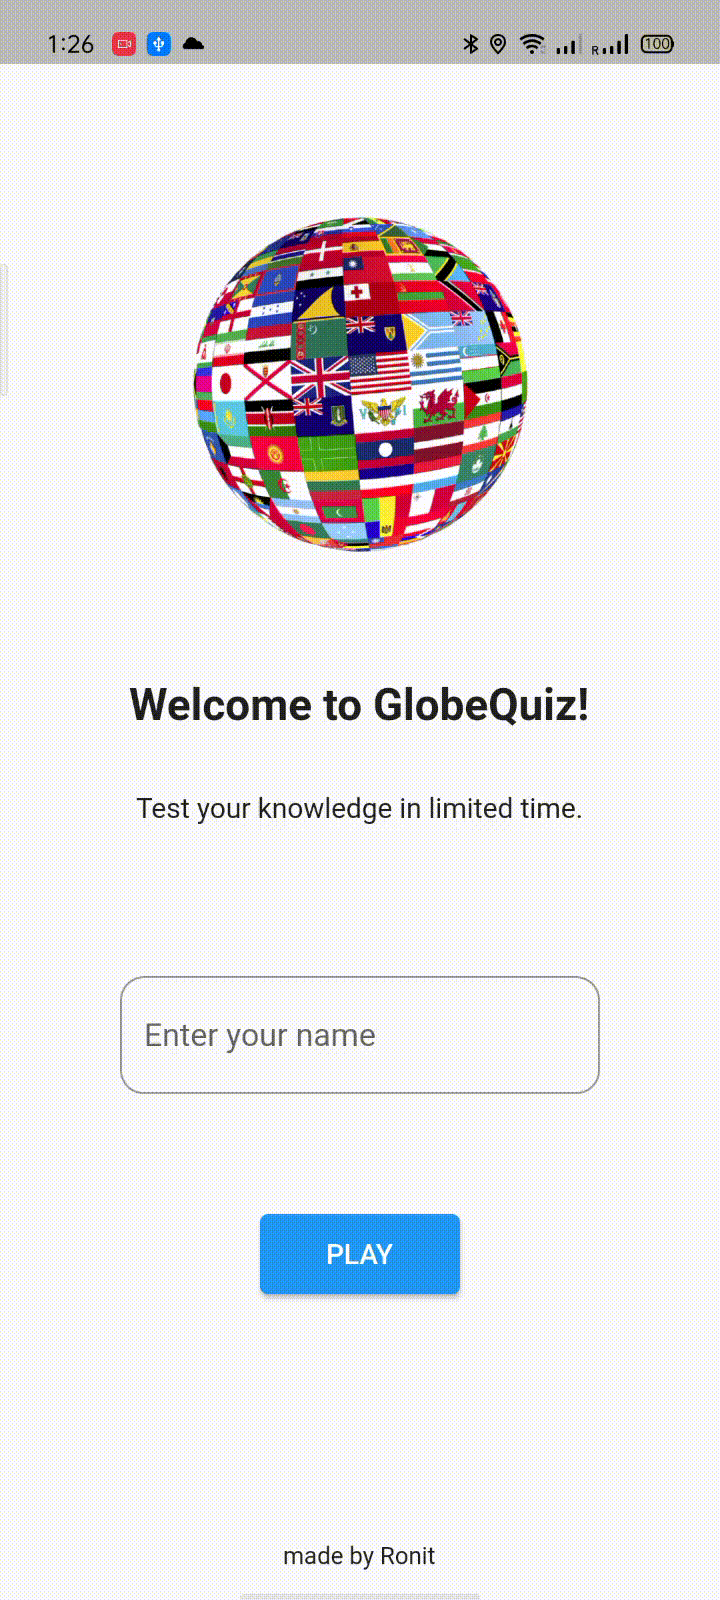 1:26
R
100
Welcome to GlobeQuiz!
Test your knowledge in limited time.
Enter your name
PLAY
made by Ronit